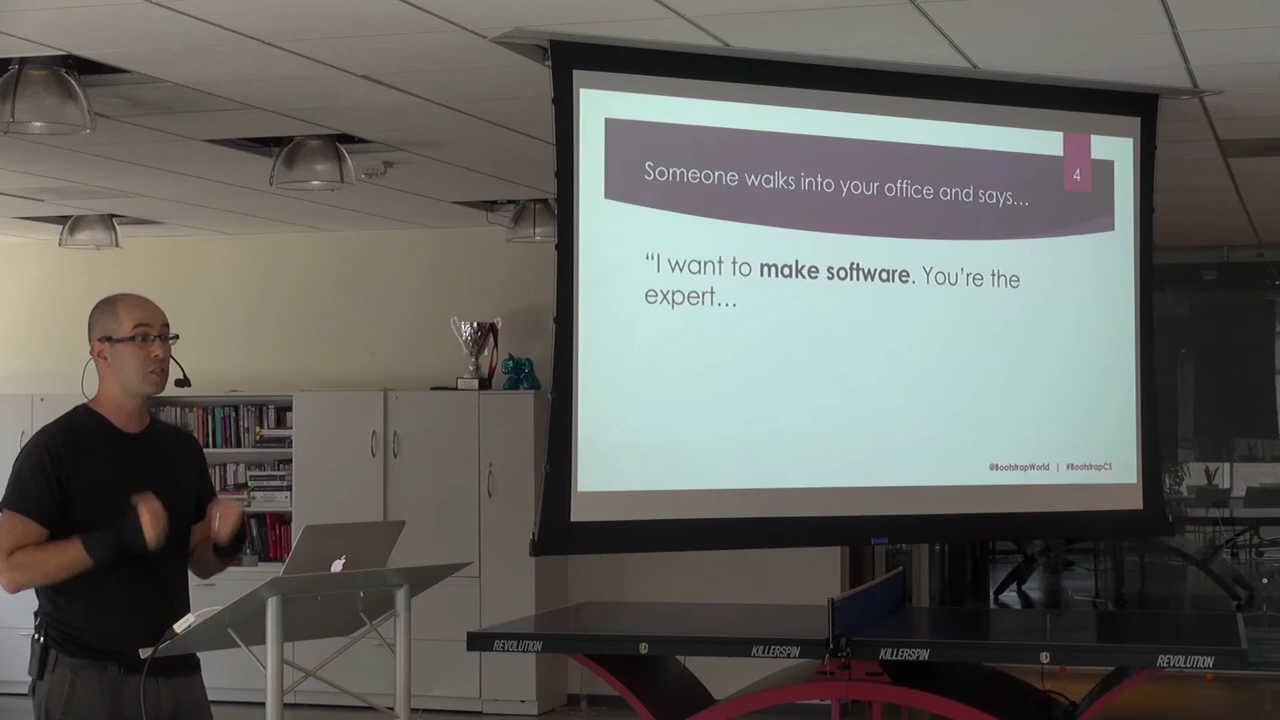 4
Someone walks into your office and says...
“I want to make software. You’re the
expert...
@BootstrapWorld | #BootstrapCS
REVOLUTION
KILLERSPIN
KILLERSPIN
REVOLUTION